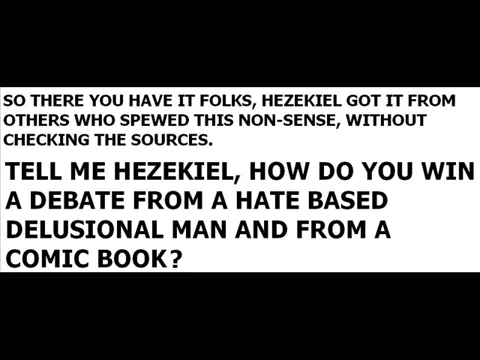 SO THERE YOU HAVE IT FOLKS, HEZEKIEL GOT IT FROM
OTHERS WHO SPEWED THIS NON-SENSE, WITHOUT
CHECKING THE SOURCES.
TELL ME HEZEKIEL, HOW DO YOU WIN
A DEBATE FROM A HATE BASED
DELUSIONAL MAN AND FROM A
COMIC BOOK?